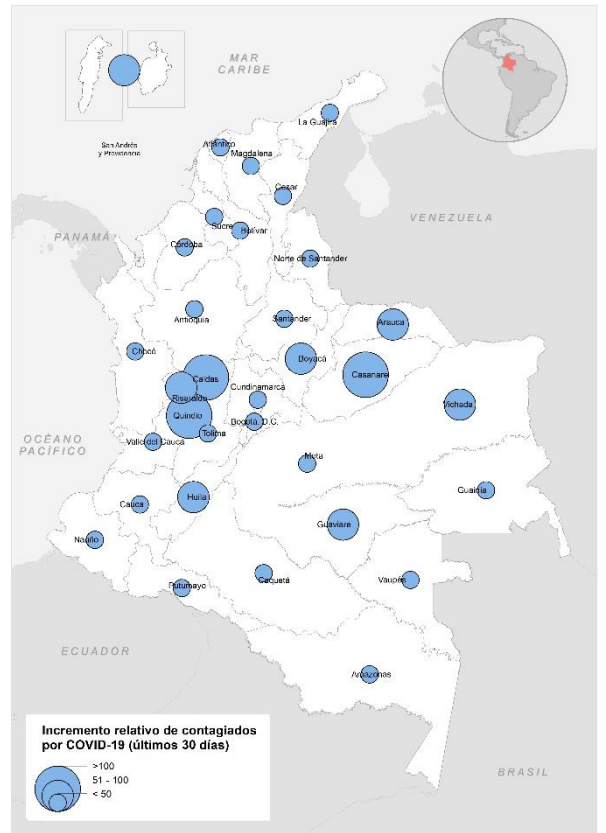 MAR
CARIBE
San Andrés
y Providencia
La Guajira
Atlántico
Magdalena
Cesar
VENEZUELA
Sucre
PANAMÁ
Bolívar
Córdoba
Norte de Santander
Antioquia
Santander
Arauca
Chocó
Boyacá
Casanare
Caldas
Cundinamarca
Risaralda
Vichada
Quindío
Bogotá, D.C.
Tolima
OCÉANO
PACÍFICO
Valle del Cauca
Meta
Guainía
Cauca
Huila
Guaviare
Nariño
Caquetá
Vaupés
Putumayo
ECUADOR
Amazonas
BRASIL
Incremento relativo de contagiados
por COVID-19 (últimos 30 días)
>100
51 - 100
< 50